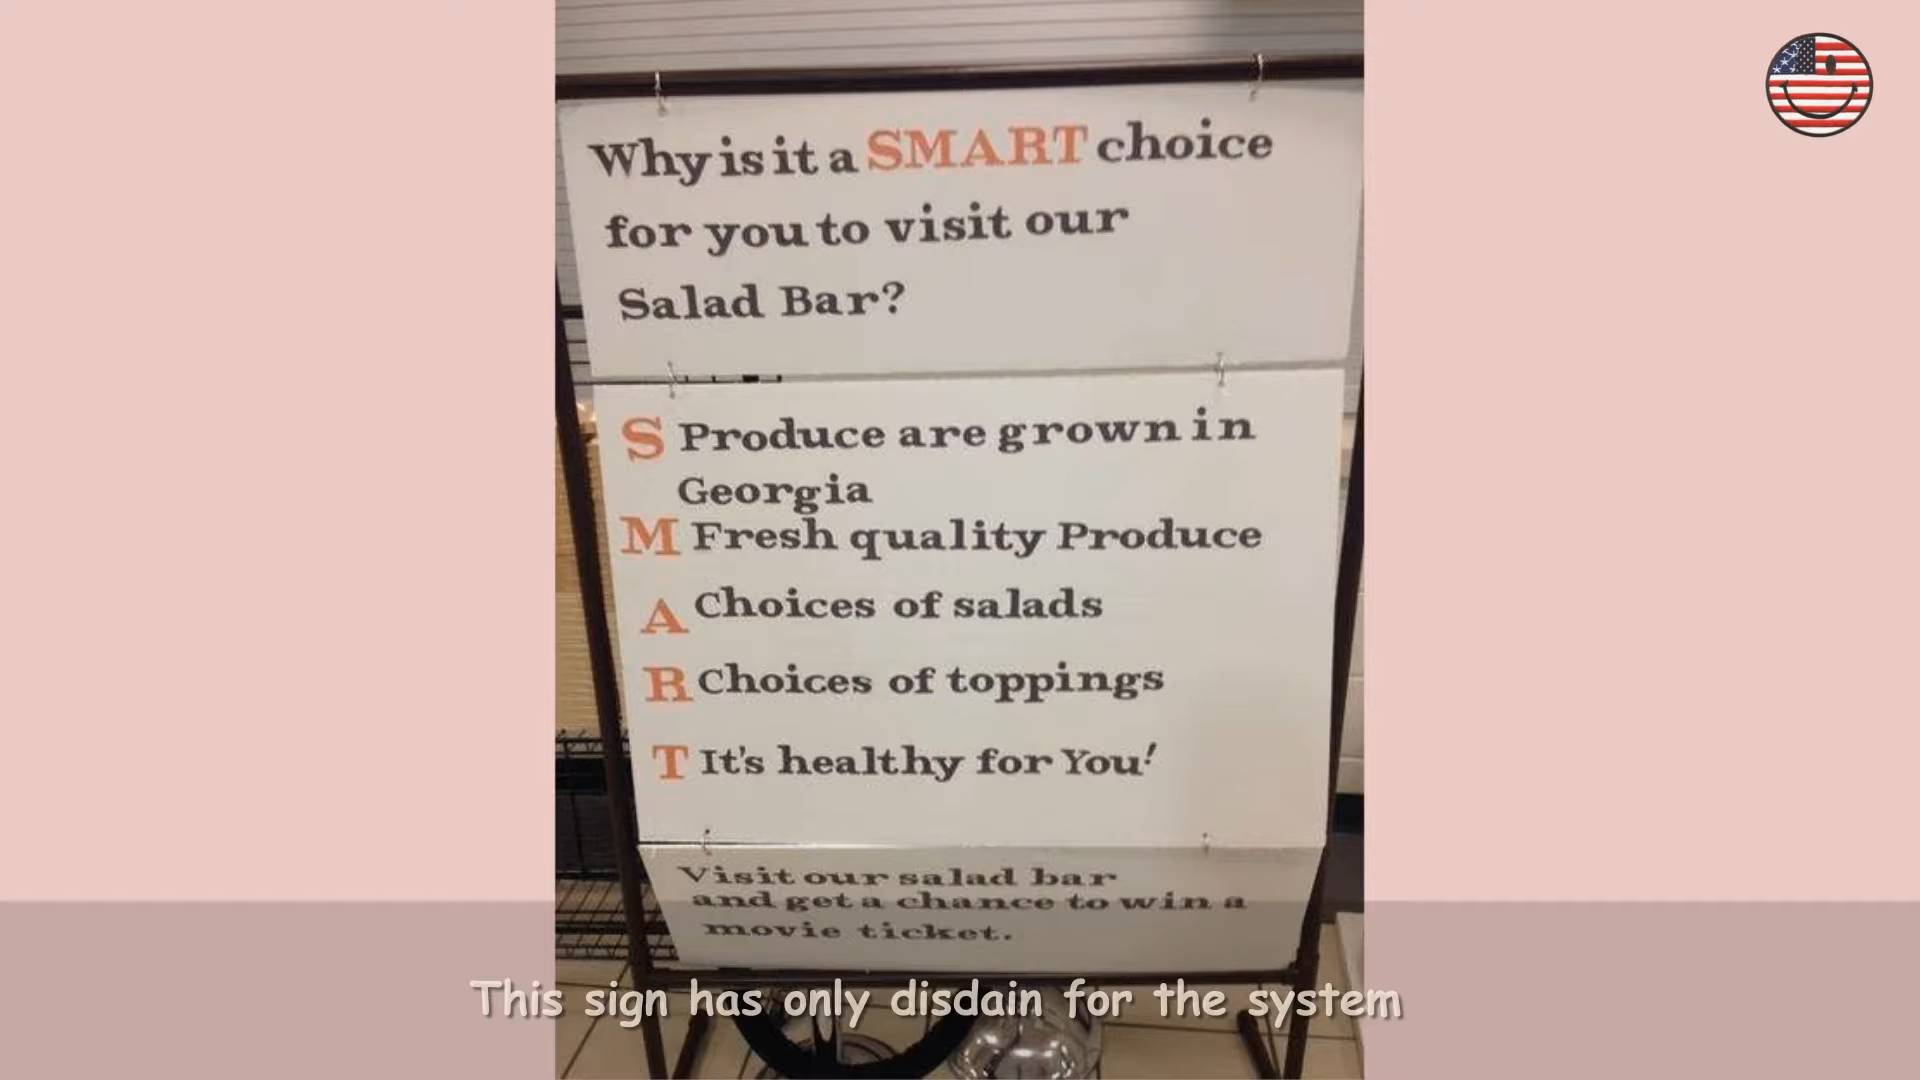 Why is it a SMART choice
for you to visit our
Salad Bar?
S Produce are grown in
Georgia
M Fresh quality Produce
A Choices of salads
R Choices of toppings
T It's healthy for You!
Visit our salad bar
and get a chance to win a
movie ticket.
This sign has only disdain for the system